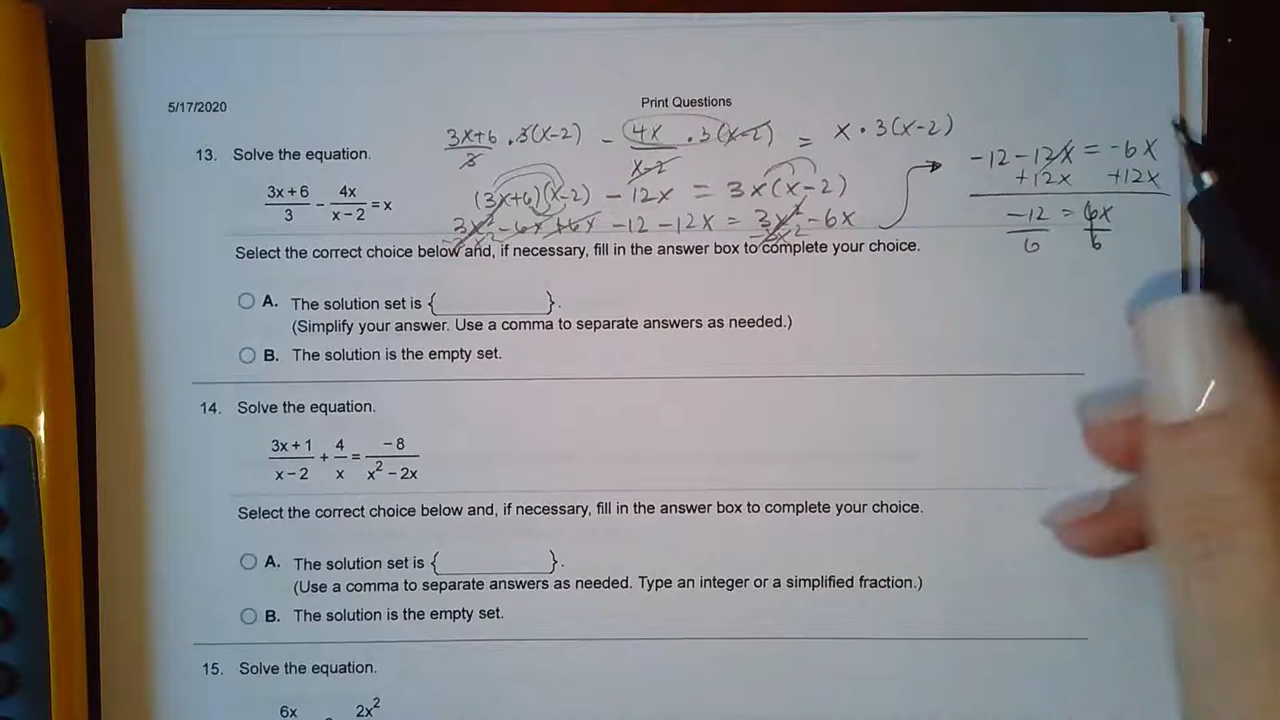 5/17/2020
Print Questions
13. Solve the equation.
3x + 6 / 3 − 4x / x − 2 = x
3x+6 / 3 · 3(x-2) - 4x / x-2 · 3(x-2) = x · 3(x-2)
(3x+6)(x-2) - 12x = 3x(x-2)
3x² - 6x + 6x - 12 - 12x = 3x² - 6x
-3x² -3x²
-12 - 12x = -6x
+12x +12x
-12 / 6 = 6x / 6
Select the correct choice below and, if necessary, fill in the answer box to complete your choice.
A. The solution set is { }.
(Simplify your answer. Use a comma to separate answers as needed.)
B. The solution is the empty set.
14. Solve the equation.
3x + 1 / x − 2 + 4 / x = − 8 / x² − 2x
Select the correct choice below and, if necessary, fill in the answer box to complete your choice.
A. The solution set is { }.
(Use a comma to separate answers as needed. Type an integer or a simplified fraction.)
B. The solution is the empty set.
15. Solve the equation.
6x 2x²